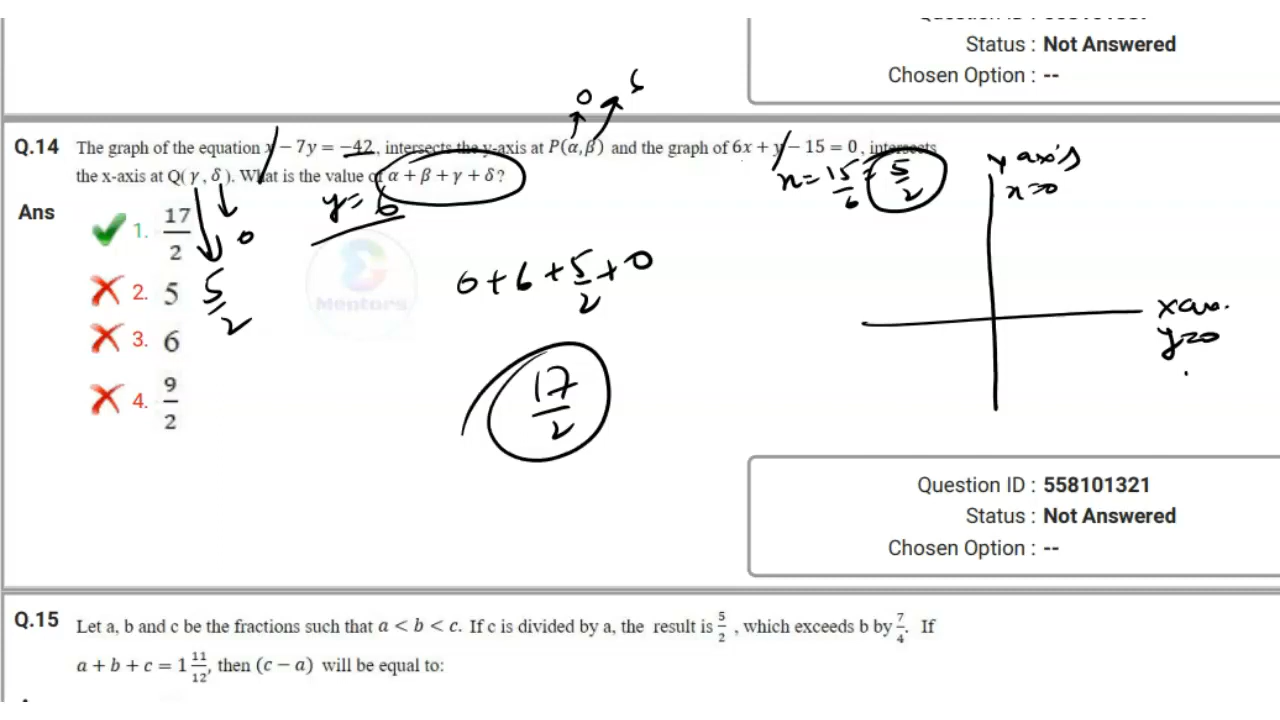 Status : Not Answered
Chosen Option : --
0 6
Q.14 The graph of the equation x − 7y = −42, intersects the y-axis at P(α,β) and the graph of 6x + y − 15 = 0, intersects
the x-axis at Q(γ, δ). What is the value of α + β + γ + δ?
n = 15/6 = 5/2
y axis
x=0
y = 6
Ans
1. 17/2
0
5/2
2. 5
3. 6
4. 9/2
Mentors
0+6+5/2+0
17/2
y=0
Question ID : 558101321
Status : Not Answered
Chosen Option : --
Q.15 Let a, b and c be the fractions such that a < b < c. If c is divided by a, the result is 5/2, which exceeds b by 7/4. If
a + b + c = 1 11/12, then (c − a) will be equal to: